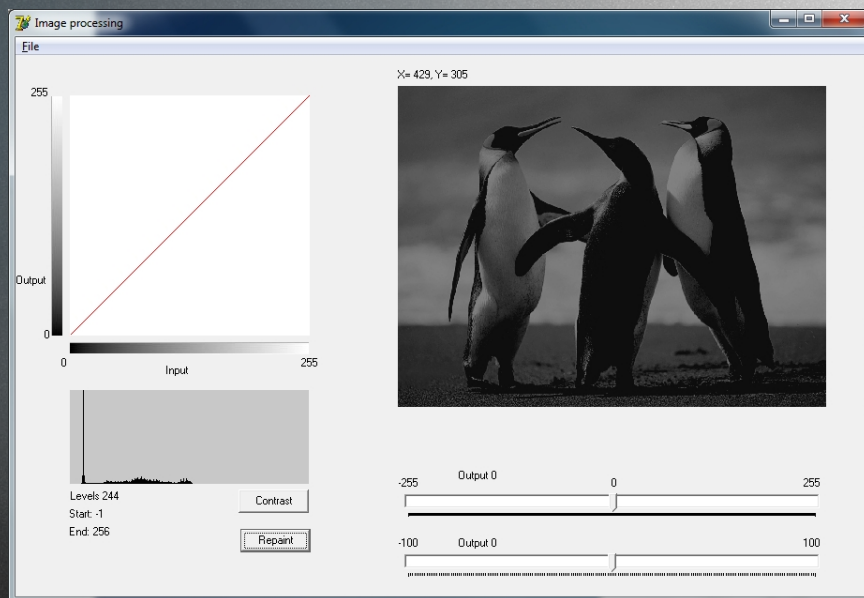 Image processing
File
X= 429, Y= 305
255
Output
0
0
255
Input
Levels 244
Start: -1
End: 256
Contrast
Repaint
-255
Output 0
0
255
-100
Output 0
0
100